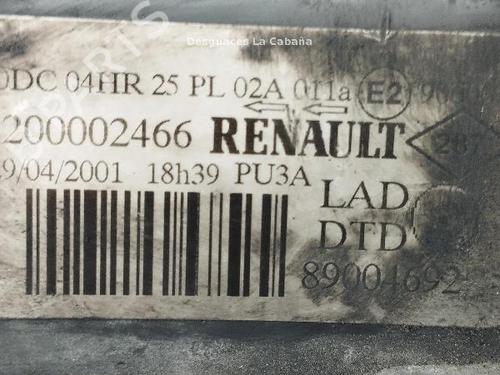 Desguaces La Cabaña
0DC 04HR 25 PL 02A 011a E2
200002466 RENAULT
9/04/2001 18h39 PU3A LAD
DTD
89004692